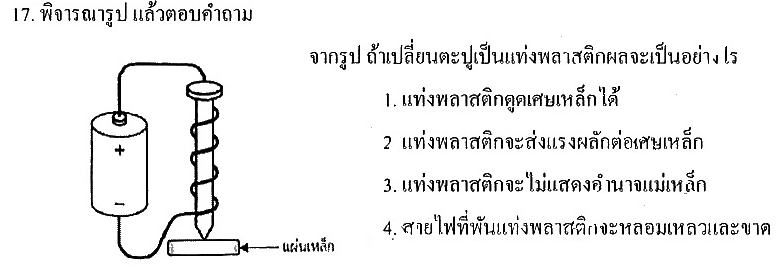 17. พิจารณารูป แล้วตอบคำถาม
จากรูป ถ้าเปลี่ยนตะปูเป็นแท่งพลาสติกผลจะเป็นอย่างไร
1. แท่งพลาสติกดูดเศษเหล็กได้
2 แท่งพลาสติกจะส่งแรงผลักต่อเศษเหล็ก
3. แท่งพลาสติกจะไม่แสดงอำนาจแม่เหล็ก
4. สายไฟที่พันแท่งพลาสติกจะหลอมเหลวและขาด
+
−
แผ่นเหล็ก